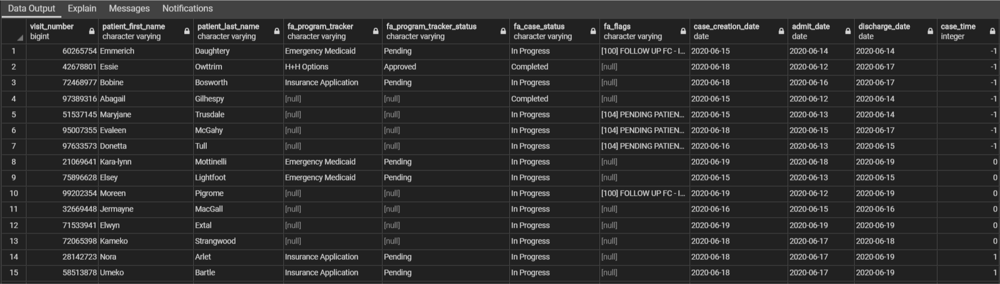 Data Output Explain Messages Notifications
visit_number patient_first_name patient_last_name fa_program_tracker fa_program_tracker_status fa_case_status fa_flags case_creation_date admit_date discharge_date case_time
bigint character varying character varying character varying character varying character varying character varying date date date integer
1 60265754 Emmerich Daughtery Emergency Medicaid Pending In Progress [100] FOLLOW UP FC - I... 2020-06-15 2020-06-14 2020-06-14 -1
2 42678801 Essie Owttrim H+H Options Approved Completed [null] 2020-06-18 2020-06-12 2020-06-17 -1
3 72468977 Bobine Bosworth Insurance Application Pending In Progress [null] 2020-06-18 2020-06-16 2020-06-17 -1
4 97389316 Abagail Gilhespy [null] [null] Completed [null] 2020-06-15 2020-06-12 2020-06-14 -1
5 51537145 Maryjane Trusdale [null] [null] In Progress [104] PENDING PATIEN... 2020-06-15 2020-06-13 2020-06-14 -1
6 95007355 Evaleen McGahy [null] [null] In Progress [104] PENDING PATIEN... 2020-06-18 2020-06-15 2020-06-17 -1
7 97633573 Donetta Tull [null] [null] In Progress [104] PENDING PATIEN... 2020-06-16 2020-06-13 2020-06-15 -1
8 21069641 Kara-lynn Mottinelli Emergency Medicaid Pending In Progress [null] 2020-06-19 2020-06-18 2020-06-19 0
9 75896628 Elsey Lightfoot Emergency Medicaid Pending In Progress [null] 2020-06-15 2020-06-13 2020-06-15 0
10 99202354 Moreen Pigrome [null] [null] In Progress [100] FOLLOW UP FC - I... 2020-06-19 2020-06-12 2020-06-19 0
11 32669448 Jermayne MacGall [null] [null] In Progress [null] 2020-06-16 2020-06-15 2020-06-16 0
12 71533941 Elwyn Extal [null] [null] In Progress [null] 2020-06-19 2020-06-19 2020-06-19 0
13 72065398 Kameko Strangwood [null] [null] In Progress [null] 2020-06-18 2020-06-17 2020-06-18 0
14 28142723 Nora Arlet Insurance Application Pending In Progress [null] 2020-06-18 2020-06-17 2020-06-19 1
15 58513878 Umeko Bartle Insurance Application Pending In Progress [null] 2020-06-18 2020-06-17 2020-06-19 1